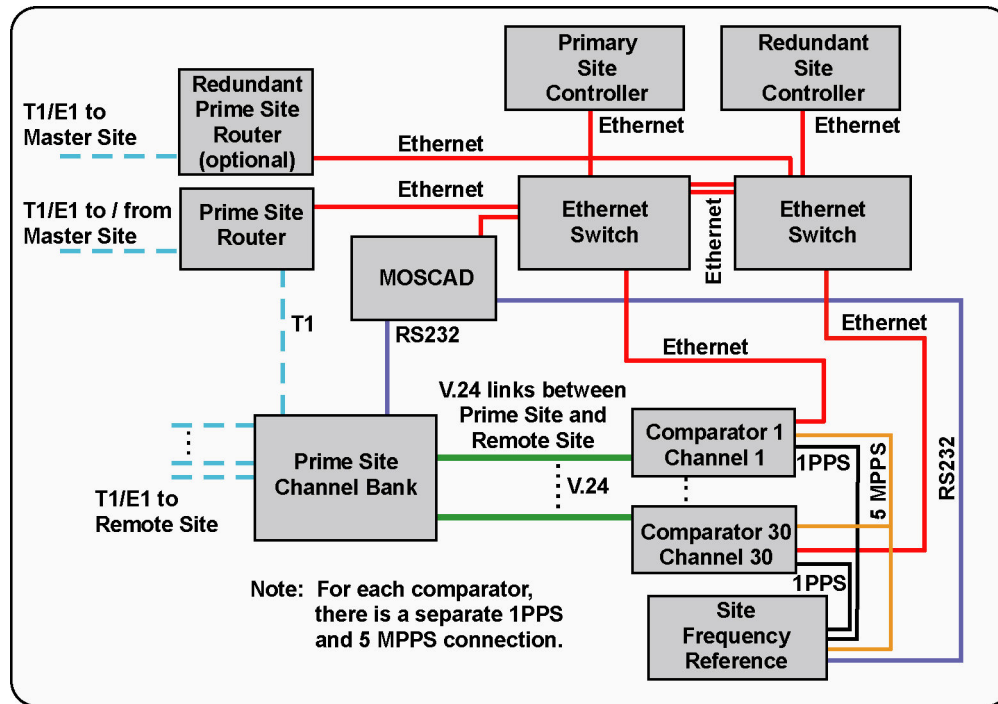 Primary
Site
Controller
Redundant
Site
Controller
Redundant
Prime Site
Router
(optional)
T1/E1 to
Master Site
Ethernet
Ethernet
Ethernet
Ethernet
T1/E1 to / from
Master Site
Prime Site
Router
Ethernet
Switch
Ethernet
Ethernet
Switch
MOSCAD
T1
RS232
Ethernet
Ethernet
V.24 links between
Prime Site and
Remote Site
Comparator 1
Channel 1
1PPS
5 MPPS
RS232
Prime Site
Channel Bank
V.24
T1/E1 to
Remote Site
Comparator 30
Channel 30
1PPS
Note: For each comparator,
there is a separate 1PPS
and 5 MPPS connection.
Site
Frequency
Reference